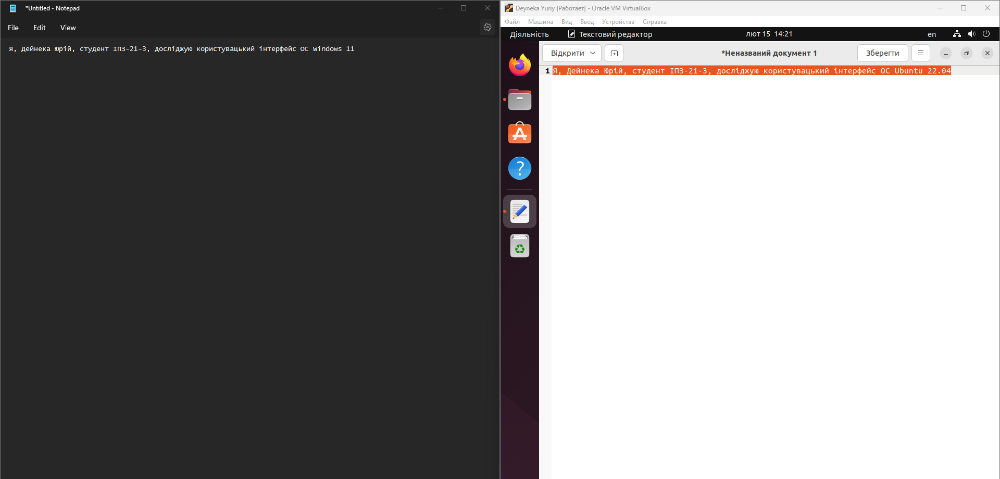 *Untitled - Notepad
File Edit View
Я, Дейнека Юрій, студент ІПЗ-21-3, досліджую користувацький інтерфейс ОС Windows 11
Deyneka Yuriy [Работает] - Oracle VM VirtualBox
Файл Машина Вид Ввод Устройства Справка
Діяльність Текстовий редактор лют 15 14:21 en
Відкрити *Неназваний документ 1 Зберегти
1 Я, Дейнека Юрій, студент ІПЗ-21-3, досліджую користувацький інтерфейс ОС Ubuntu 22.04